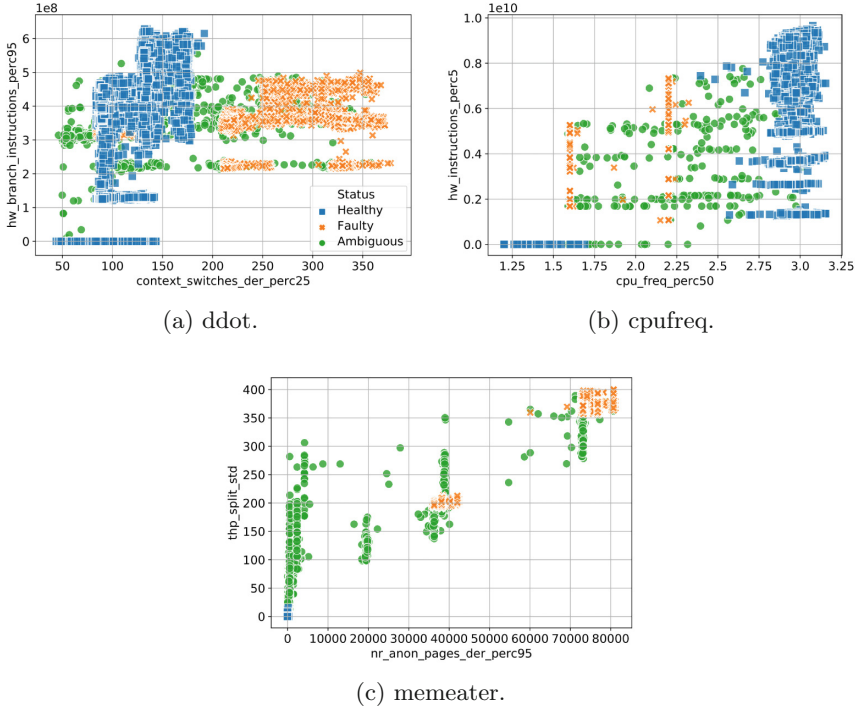 1e8
hw_branch_instructions_perc95
6
5
4
3
2
1
0
50 100 150 200 250 300 350
context_switches_der_perc25
Status
Healthy
Faulty
Ambiguous
(a) ddot.
1e10
hw_instructions_perc5
1.0
0.8
0.6
0.4
0.2
0.0
1.25 1.50 1.75 2.00 2.25 2.50 2.75 3.00 3.25
cpu_freq_perc50
(b) cpufreq.
thp_split_std
400
350
300
250
200
150
100
50
0
0 10000 20000 30000 40000 50000 60000 70000 80000
nr_anon_pages_der_perc95
(c) memeater.